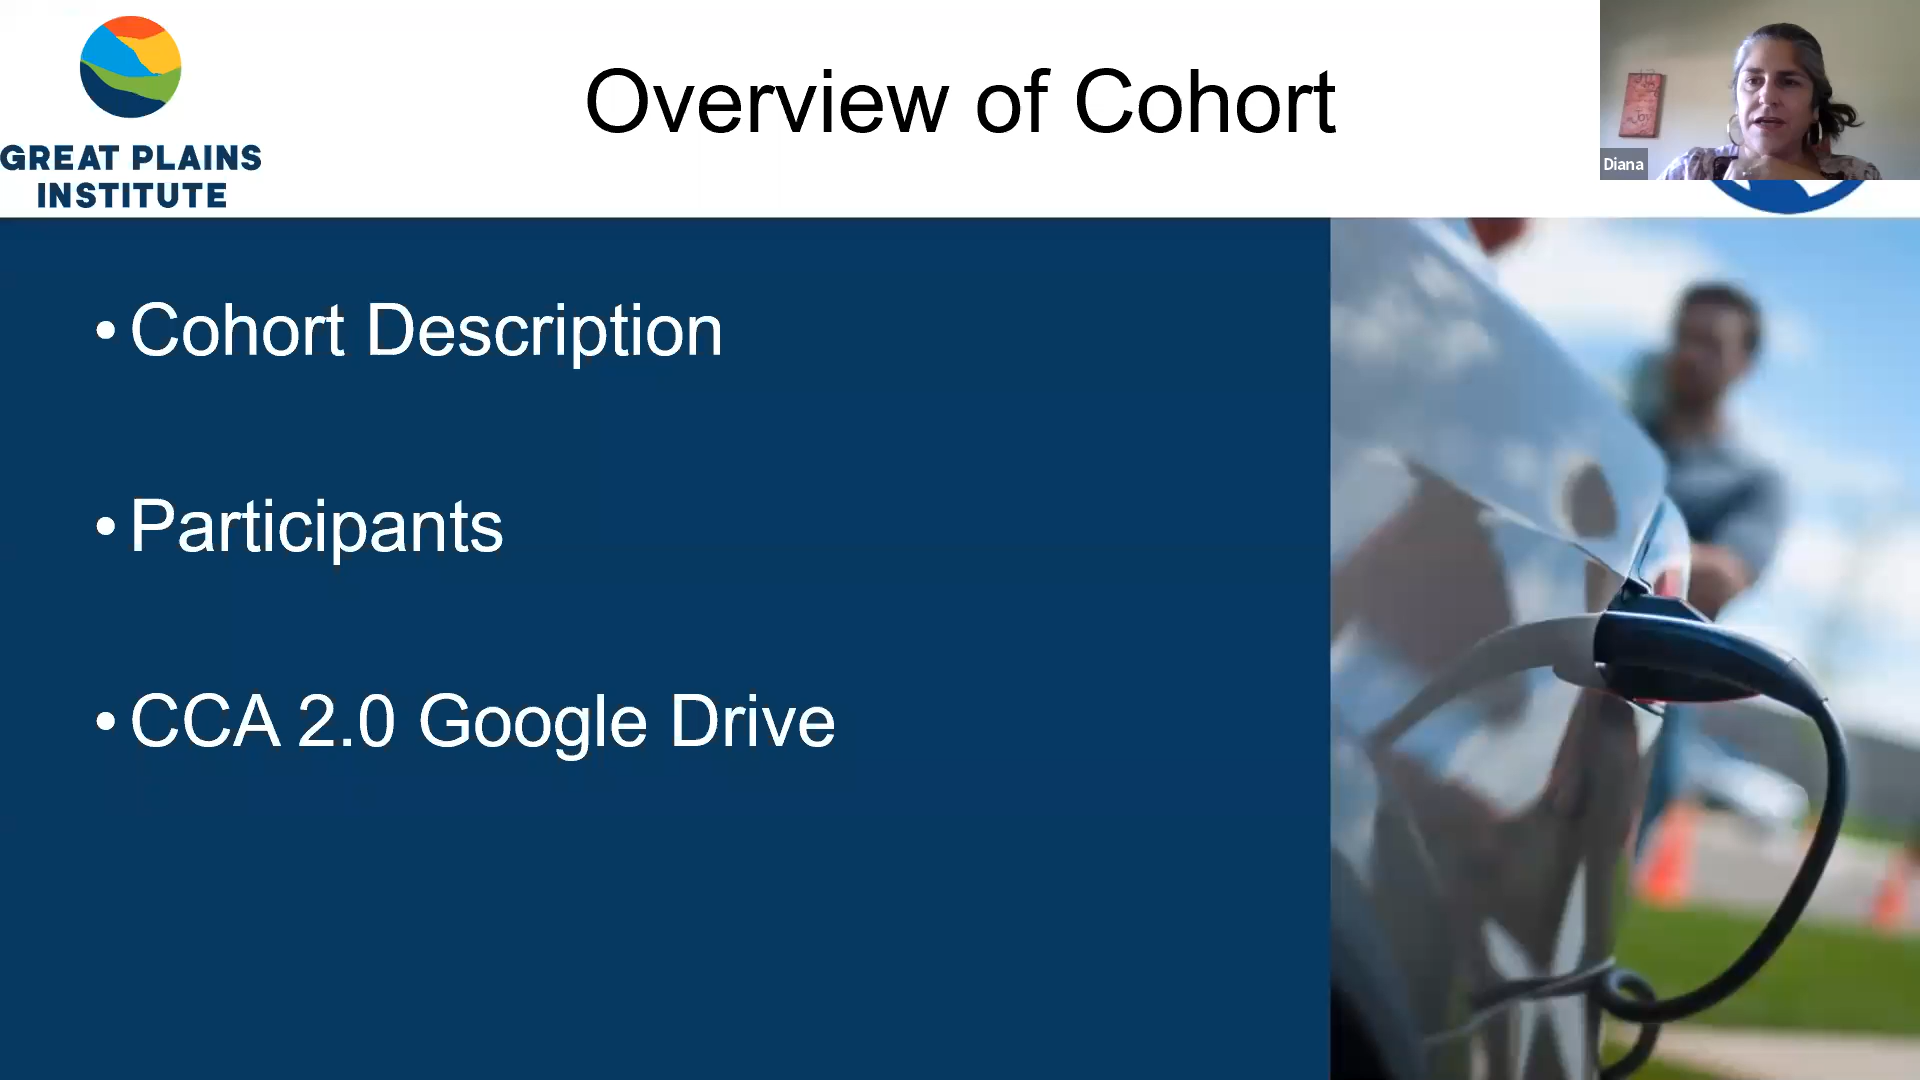 GREAT PLAINS
INSTITUTE
Overview of Cohort
Diana
• Cohort Description
• Participants
• CCA 2.0 Google Drive